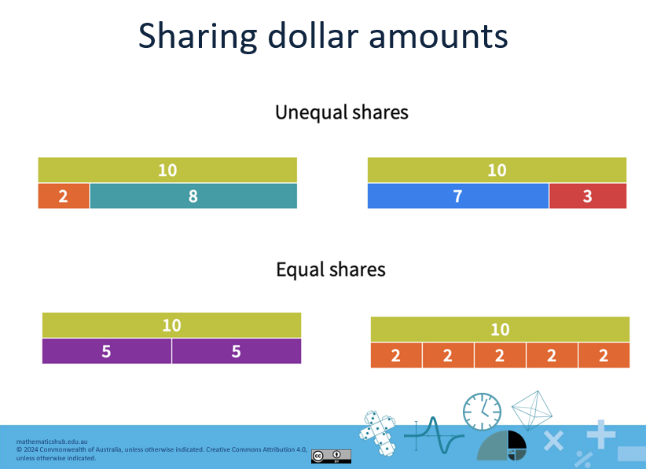 Sharing dollar amounts
Unequal shares
10
2 8
10
7 3
Equal shares
10
5 5
10
2 2 2 2 2
mathematicshub.edu.au
© 2024 Commonwealth of Australia, unless otherwise indicated. Creative Commons Attribution 4.0,
unless otherwise indicated.